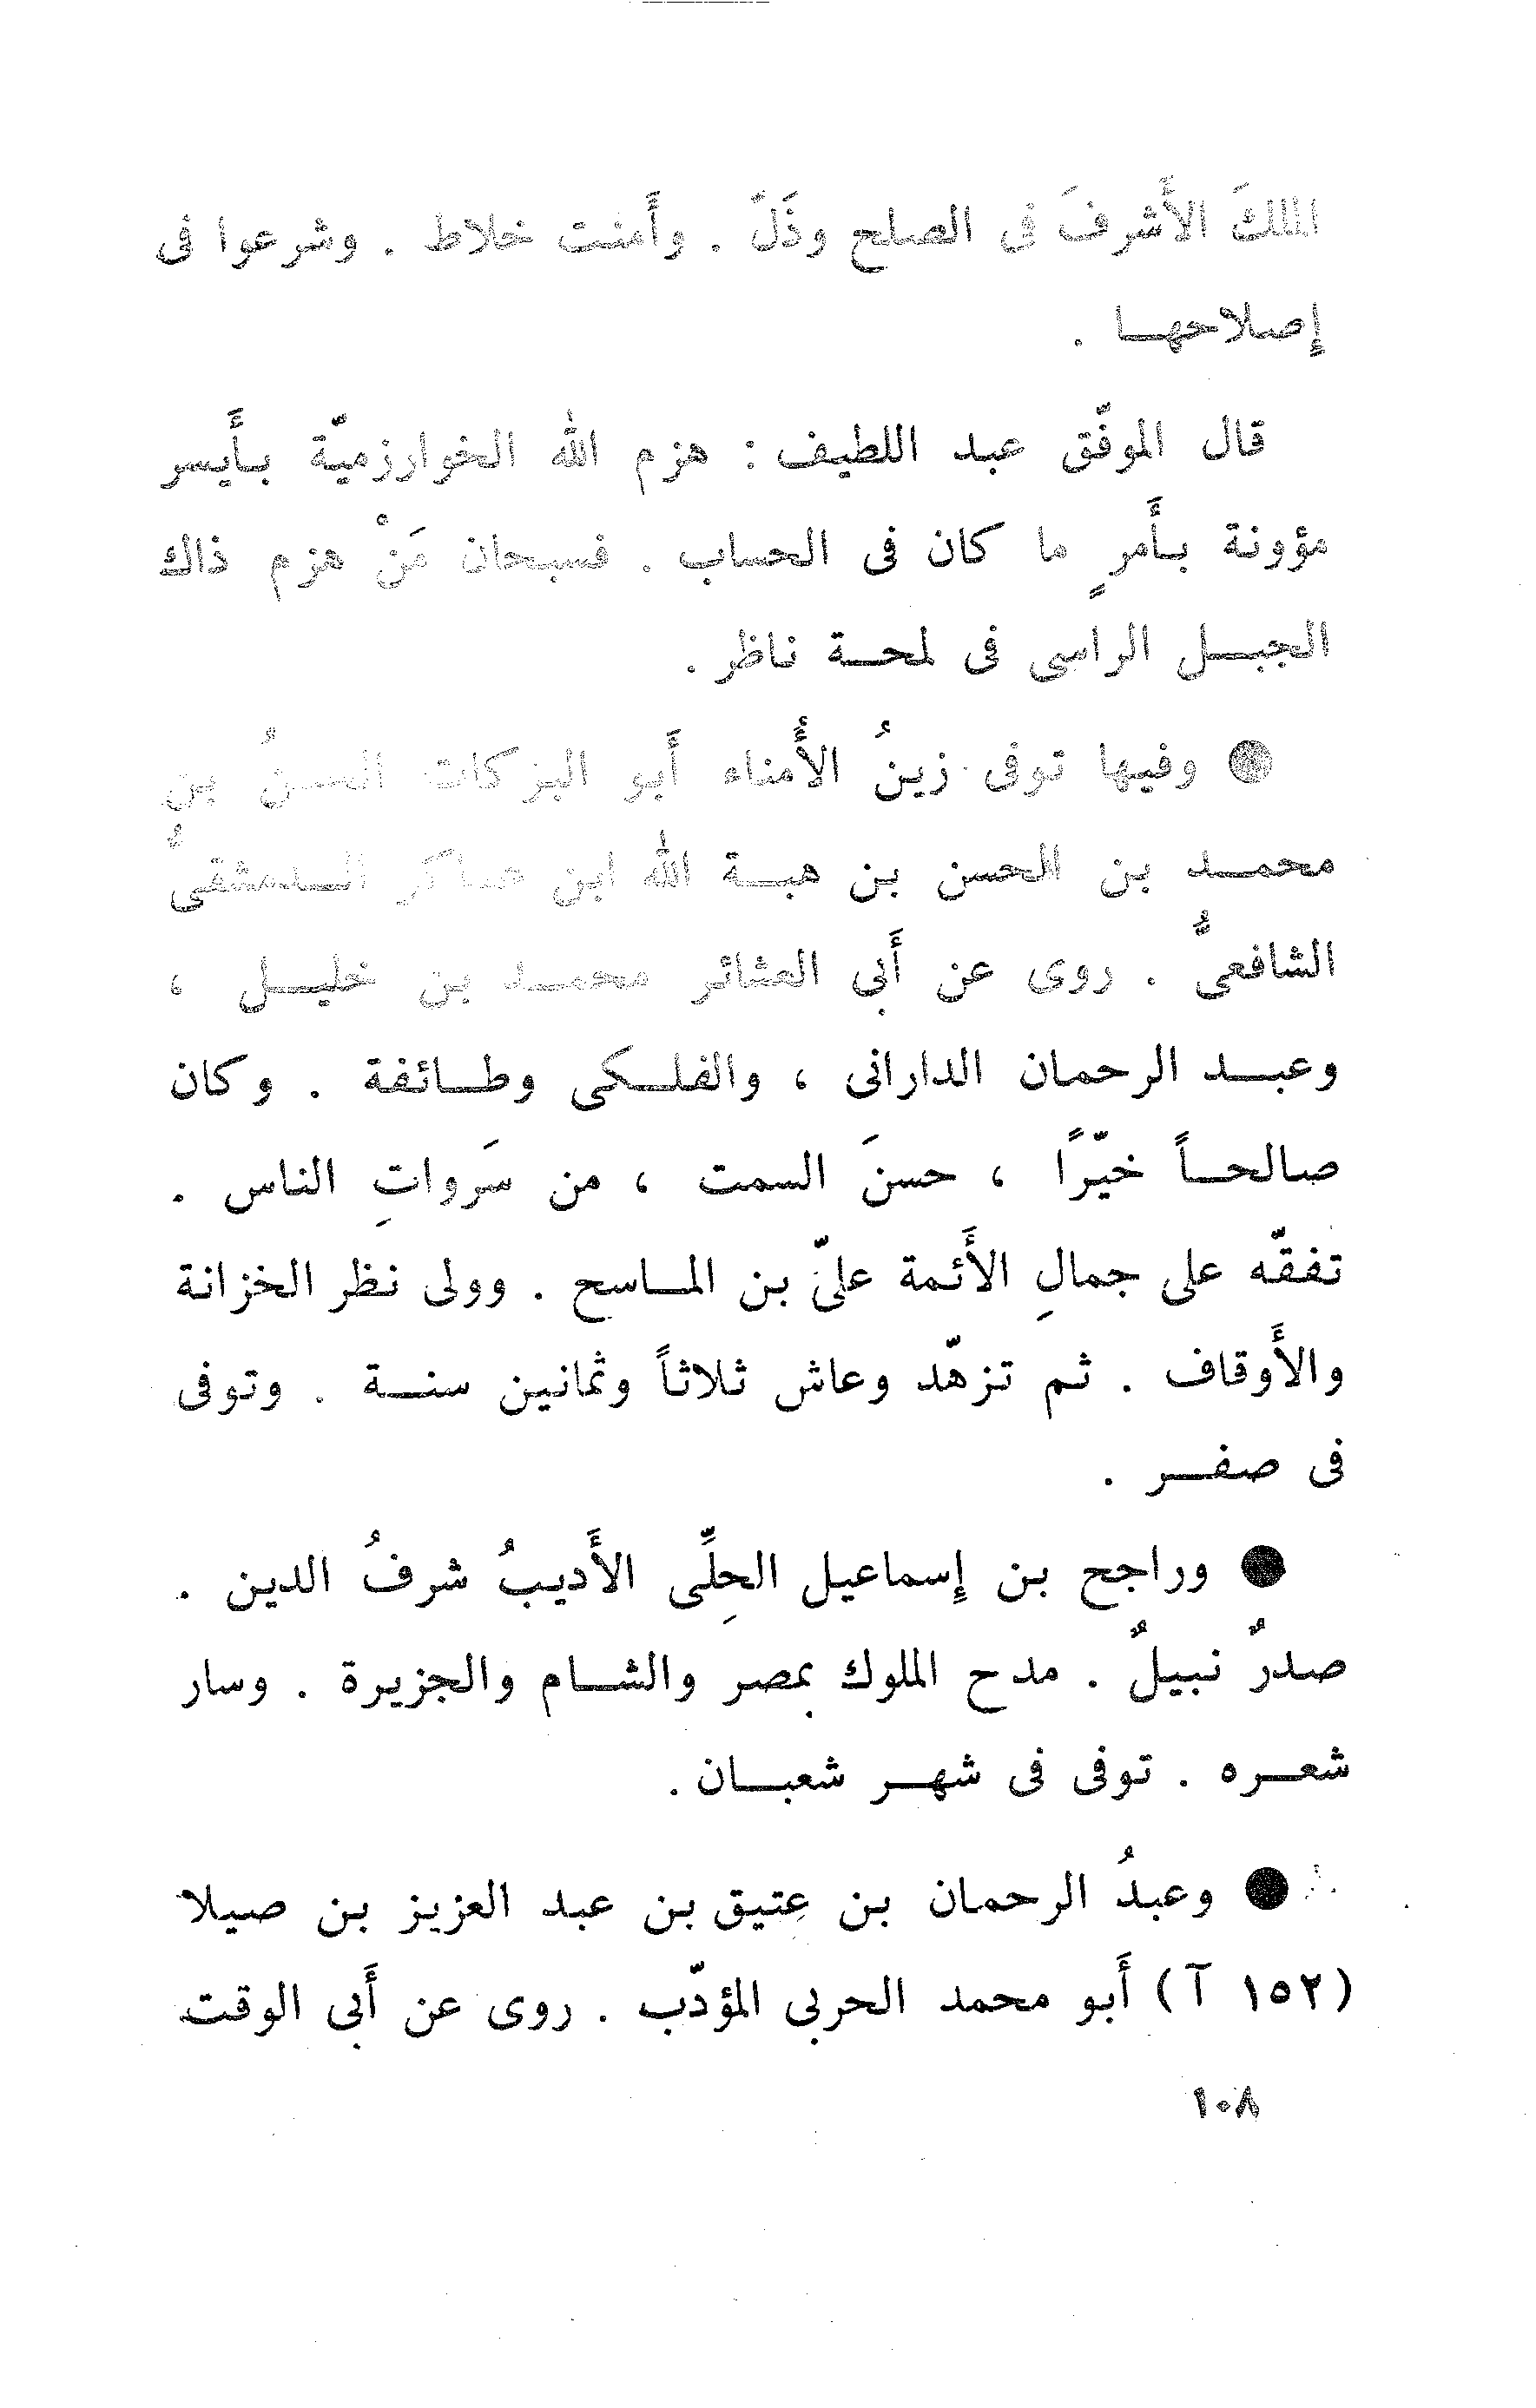 الملكَ الأَشرفَ فى الصلح وذَلَّ . وأَمنت خلاط . وشرعوا فى
إصلاحهـا .
قال الموفّق عبد اللطيف : هزم الله الخوارزميّة بـأَيسر
مؤونة بـأَمرٍ ما كان فى الحساب . فسبحان مَنْ هزم ذاك
الجبـل الراسى فى لمحـة ناظر .
● وفيها توفى زينُ الأُمناء أَبو البركات الحسنُ بن
محمـد بن الحسن بن هبـة الله ابن عساكر الـدمشقىُّ
الشافعىُّ . روى عن أَبى العشائر محمـد بن خليـل ،
وعبـد الرحمان الدارانى ، والفلـكى وطـائفة . وكان
صالحـاً خيّرًا ، حسنَ السمت ، من سَرواتِ الناس .
تفقّه على جمالِ الأَئمة علىّ بن المـاسح . وولى نظر الخزانة
والأَوقاف . ثم تزهّد وعاش ثلاثاً وثمانين سنـة . وتوفى
فى صفـر .
● وراجح بن إسماعيل الحِلِّى الأَديبُ شرفُ الدين .
صدرٌ نبيلٌ . مدح الملوك بمصر والشـام والجزيرة . وسار
شعـره . توفى فى شهـر شعبـان .
● وعبدُ الرحمان بن عِتيق بن عبد العزيز بن صيلا
(١٥٢ آ) أَبو محمد الحربى المؤدّب . روى عن أَبى الوقت
١٠٨